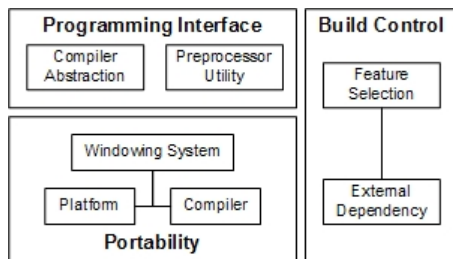 Programming Interface
Compiler
Abstraction
Preprocessor
Utility
Windowing System
Platform
Compiler
Portability
Build Control
Feature
Selection
External
Dependency